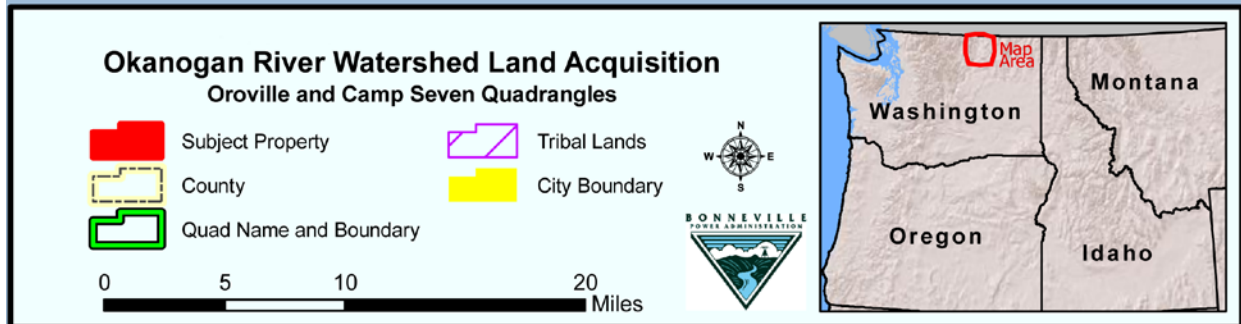 Okanogan River Watershed Land Acquisition
Oroville and Camp Seven Quadrangles
Subject Property
Tribal Lands
County
City Boundary
Quad Name and Boundary
N
W E
S
BONNEVILLE
POWER ADMINISTRATION
0 5 10 20
Miles
Map
Area
Montana
Washington
Oregon
Idaho